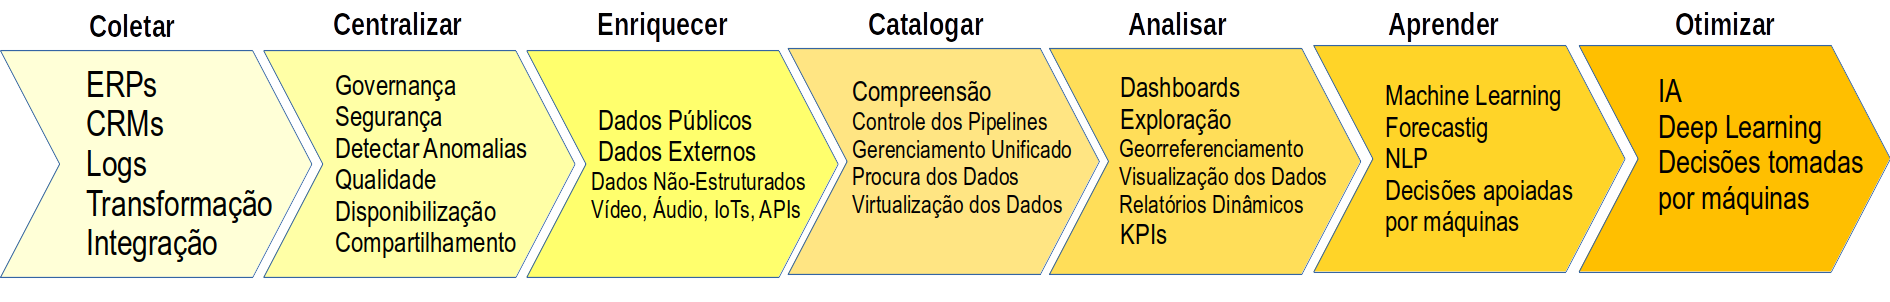 Coletar
ERPs
CRMs
Logs
Transformação
Integração
Centralizar
Governança
Segurança
Detectar Anomalias
Qualidade
Disponibilização
Compartilhamento
Enriquecer
Dados Públicos
Dados Externos
Dados Não-Estruturados
Vídeo, Áudio, IoTs, APIs
Catalogar
Compreensão
Controle dos Pipelines
Gerenciamento Unificado
Procura dos Dados
Virtualização dos Dados
Analisar
Dashboards
Exploração
Georreferenciamento
Visualização dos Dados
Relatórios Dinâmicos
KPIs
Aprender
Machine Learning
Forecastig
NLP
Decisões apoiadas
por máquinas
Otimizar
IA
Deep Learning
Decisões tomadas
por máquinas